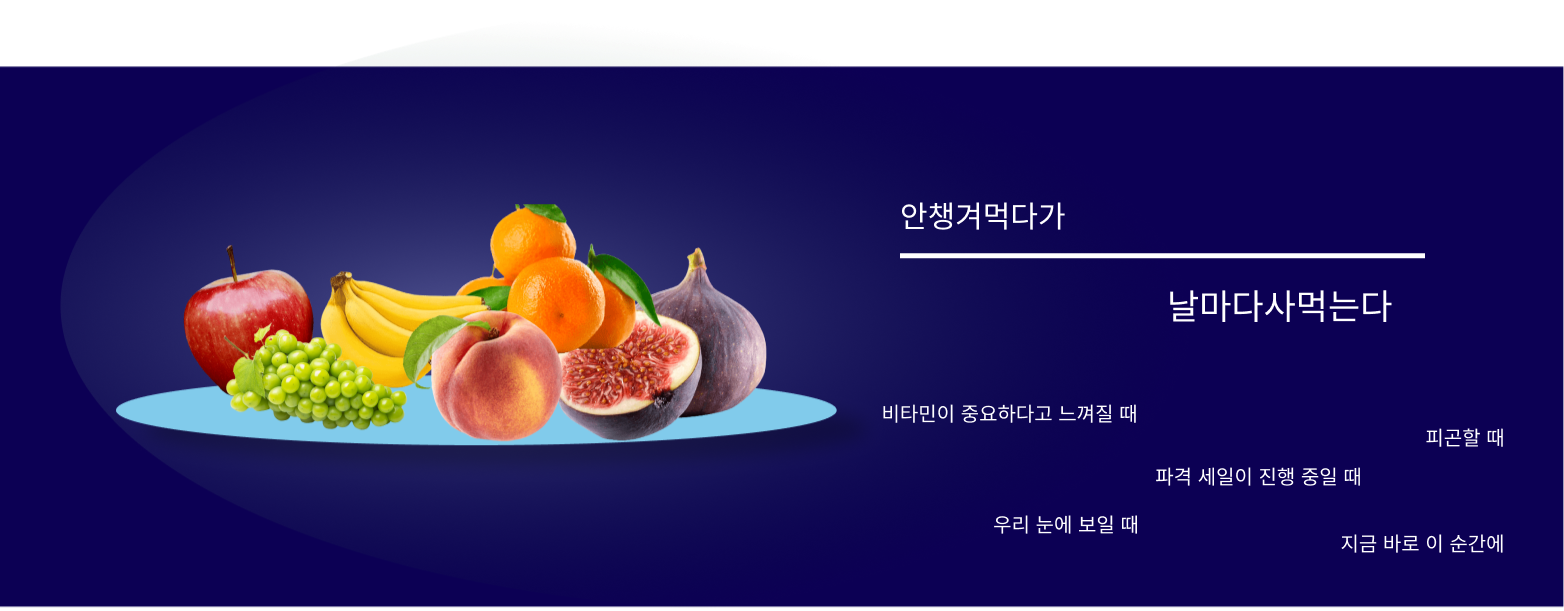 안챙겨먹다가
날마다사먹는다
비타민이 중요하다고 느껴질 때
피곤할 때
파격 세일이 진행 중일 때
우리 눈에 보일 때
지금 바로 이 순간에